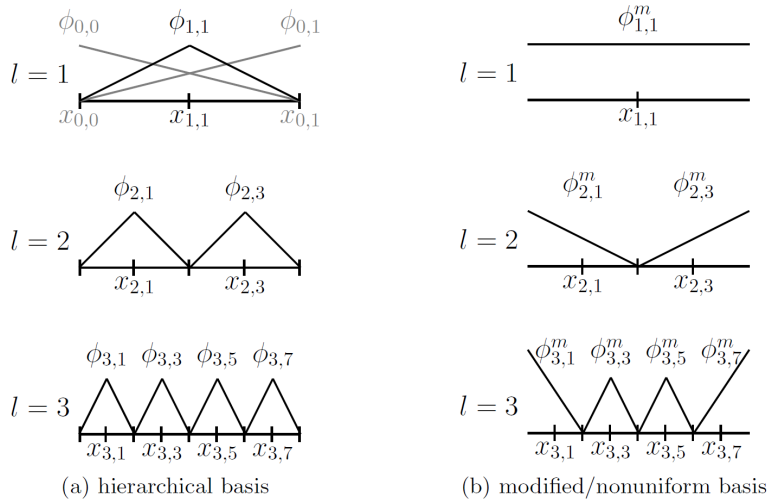 ϕ₀,₀ ϕ₁,₁ ϕ₀,₁
l = 1
x₀,₀ x₁,₁ x₀,₁
ϕ₂,₁ ϕ₂,₃
l = 2
x₂,₁ x₂,₃
ϕ₃,₁ ϕ₃,₃ ϕ₃,₅ ϕ₃,₇
l = 3
x₃,₁ x₃,₃ x₃,₅ x₃,₇
(a) hierarchical basis
ϕᵐ₁,₁
l = 1
x₁,₁
ϕᵐ₂,₁ ϕᵐ₂,₃
l = 2
x₂,₁ x₂,₃
ϕᵐ₃,₁ ϕᵐ₃,₃ ϕᵐ₃,₅ ϕᵐ₃,₇
l = 3
x₃,₁ x₃,₃ x₃,₅ x₃,₇
(b) modified/nonuniform basis